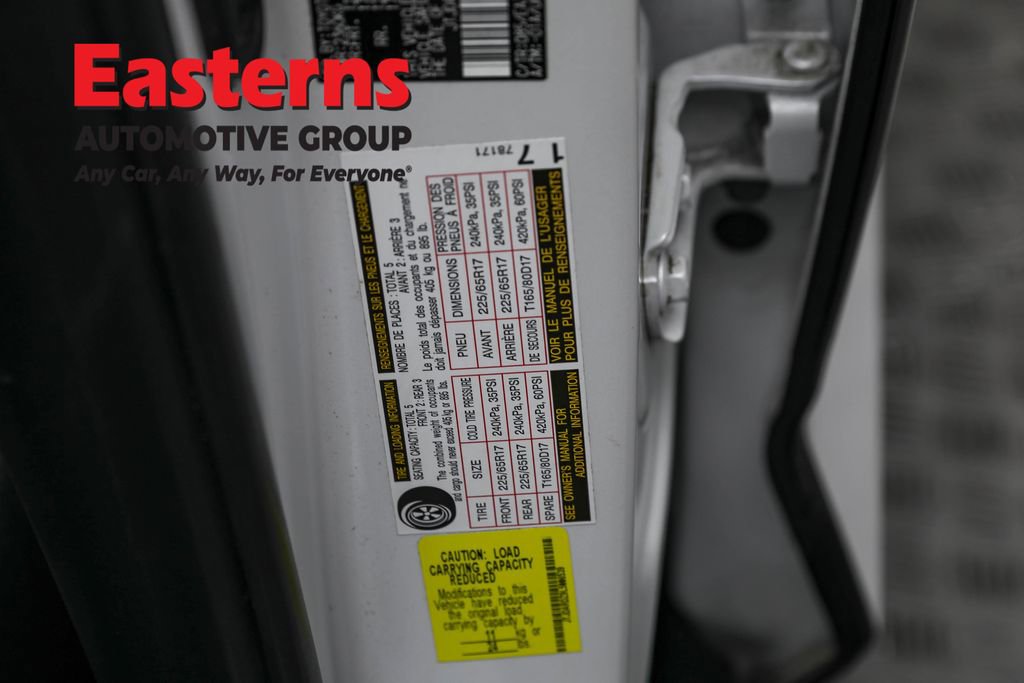 Easterns
AUTOMOTIVE GROUP
Any Car, Any Way, For Everyone®
1 7
78171
RENSEIGNEMENTS SUR LES PNEUS ET LE CHARGEMENT
NOMBRE DE PLACES : TOTAL 5
AVANT 2 : ARRIÈRE 3
Le poids total des occupants et du chargement ne
doit jamais dépasser 405 kg ou 895 lb.
PNEU DIMENSIONS PRESSION DES PNEUS À FROID
AVANT 225/65R17 240kPa, 35PSI
ARRIÈRE 225/65R17 240kPa, 35PSI
DE SECOURS T165/80D17 420kPa, 60PSI
VOIR LE MANUEL DE L'USAGER
POUR PLUS DE RENSEIGNEMENTS
TIRE AND LOADING INFORMATION
SEATING CAPACITY : TOTAL 5
FRONT 2 : REAR 3
The combined weight of occupants
and cargo should never exceed 405 kg or 895 lbs.
TIRE SIZE COLD TIRE PRESSURE
FRONT 225/65R17 240kPa, 35PSI
REAR 225/65R17 240kPa, 35PSI
SPARE T165/80D17 420kPa, 60PSI
SEE OWNER'S MANUAL FOR
ADDITIONAL INFORMATION
CAUTION: LOAD
CARRYING CAPACITY
REDUCED
Modifications to this
Vehicle have reduced
the original load
carrying capacity by
or